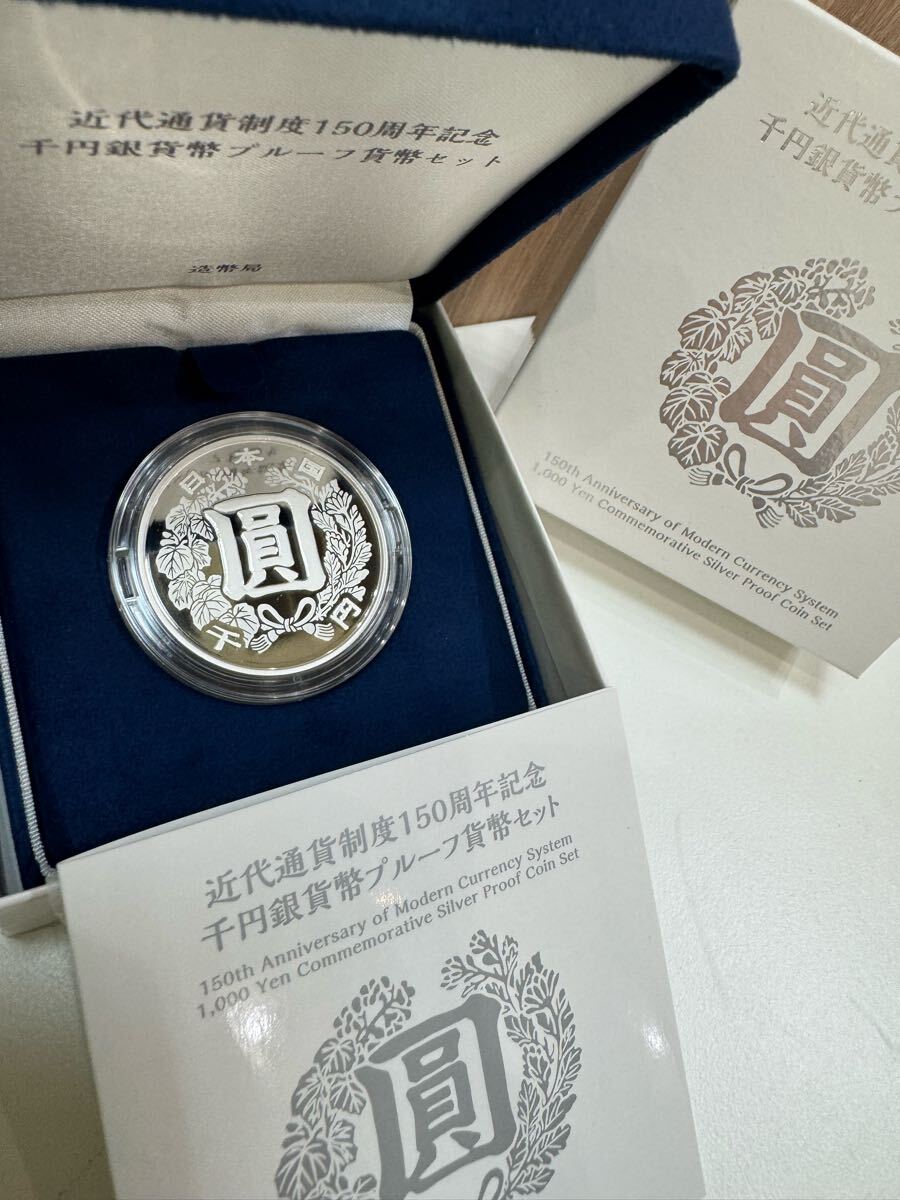 近代通貨制度150周年記念
千円銀貨幣プルーフ貨幣セット
造幣局
近代通貨
千円銀貨幣プ
圓
150th Anniversary of Modern Currency System
1,000 Yen Commemorative Silver Proof Coin Set
日本国
圓
千円
近代通貨制度150周年記念
千円銀貨幣プルーフ貨幣セット
150th Anniversary of Modern Currency System
1,000 Yen Commemorative Silver Proof Coin Set
圓